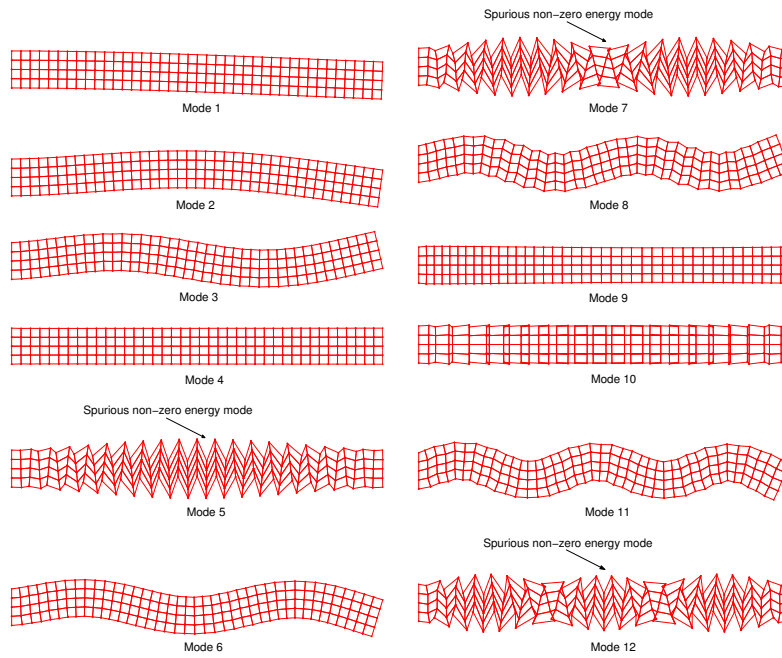 Mode 1
Mode 2
Mode 3
Mode 4
Spurious non−zero energy mode
Mode 5
Mode 6
Spurious non−zero energy mode
Mode 7
Mode 8
Mode 9
Mode 10
Mode 11
Spurious non−zero energy mode
Mode 12